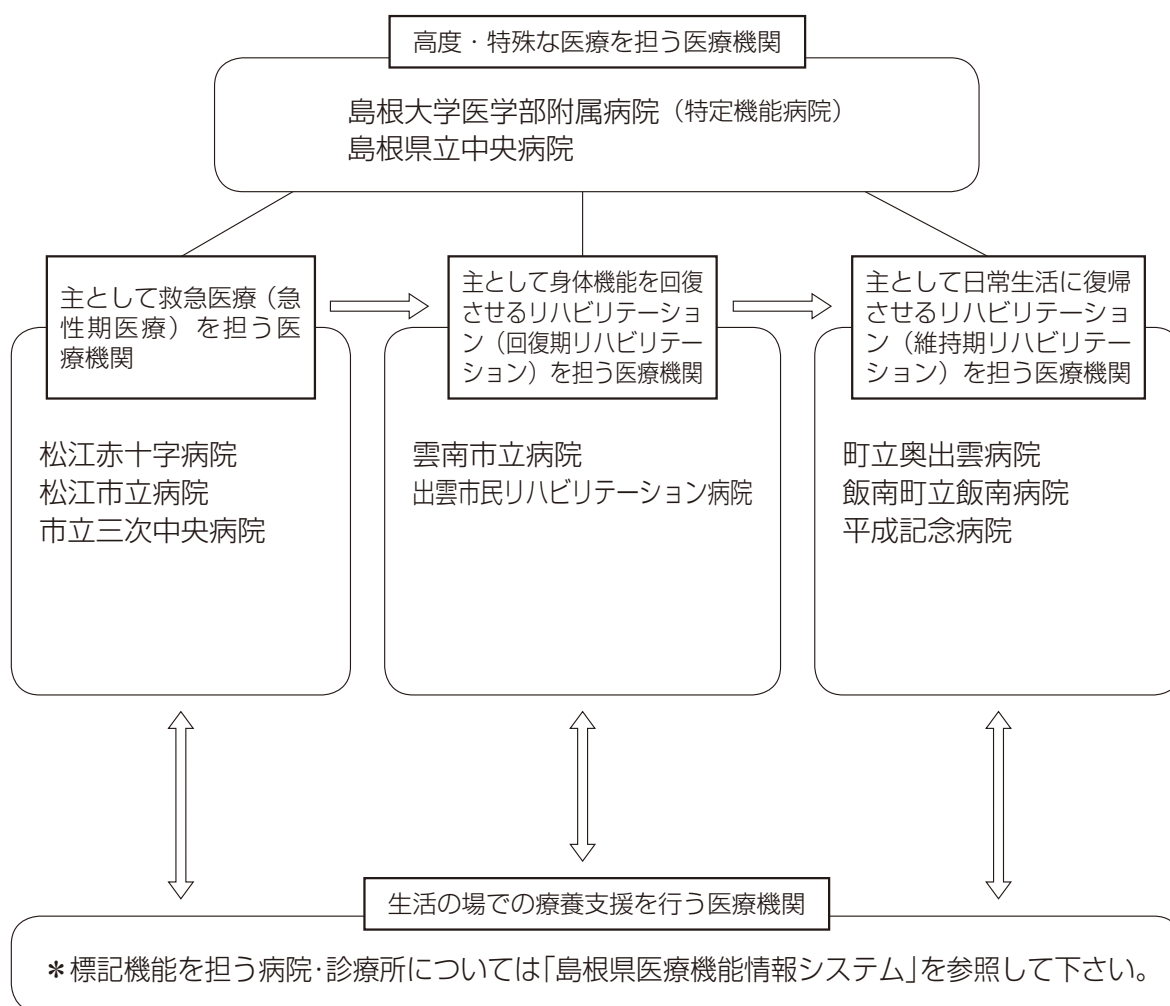 高度・特殊な医療を担う医療機関
島根大学医学部附属病院（特定機能病院）
島根県立中央病院
主として救急医療（急
性期医療）を担う医
療機関
松江赤十字病院
松江市立病院
市立三次中央病院
主として身体機能を回復
させるリハビリテーショ
ン（回復期リハビリテー
ション）を担う医療機関
雲南市立病院
出雲市民リハビリテーション病院
主として日常生活に復帰
させるリハビリテーショ
ン（維持期リハビリテー
ション）を担う医療機関
町立奥出雲病院
飯南町立飯南病院
平成記念病院
生活の場での療養支援を行う医療機関
＊標記機能を担う病院・診療所については「島根県医療機能情報システム」を参照して下さい。